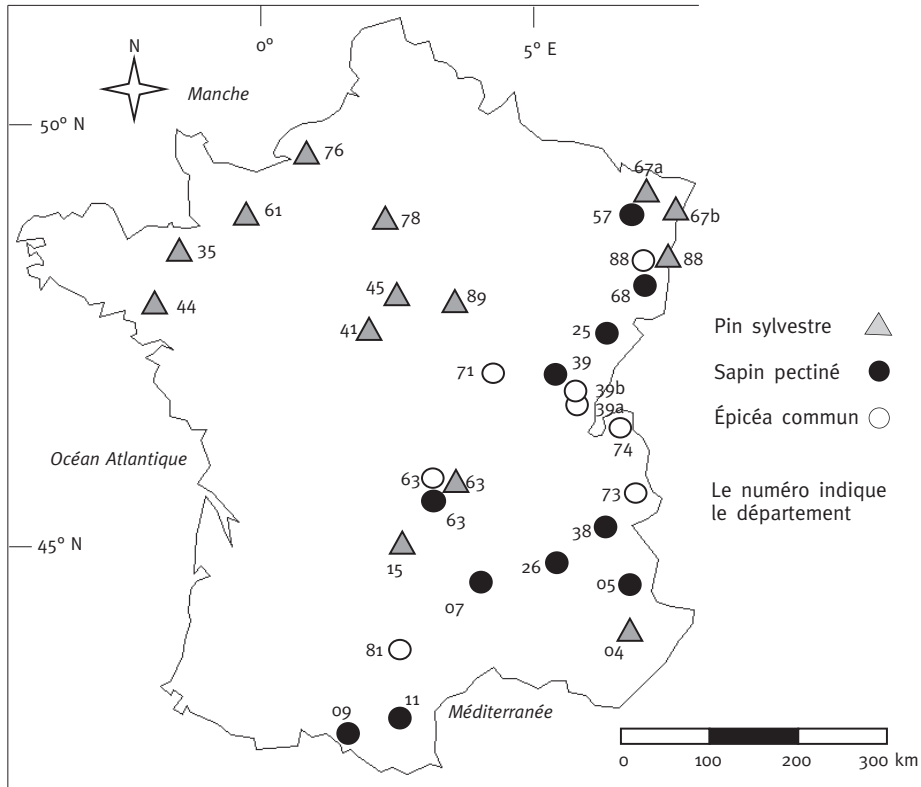 0° 5° E
N
Manche
50° N
76
67a
61
78
57
67b
35
88
88
45
68
44
89
Pin sylvestre
41
25
71
39
Sapin pectiné
39b
39a
Épicéa commun
74
Océan Atlantique
63
63
73
Le numéro indique
le département
63
38
45° N
15
26
05
07
04
81
11
09
Méditerranée
0 100 200 300 km